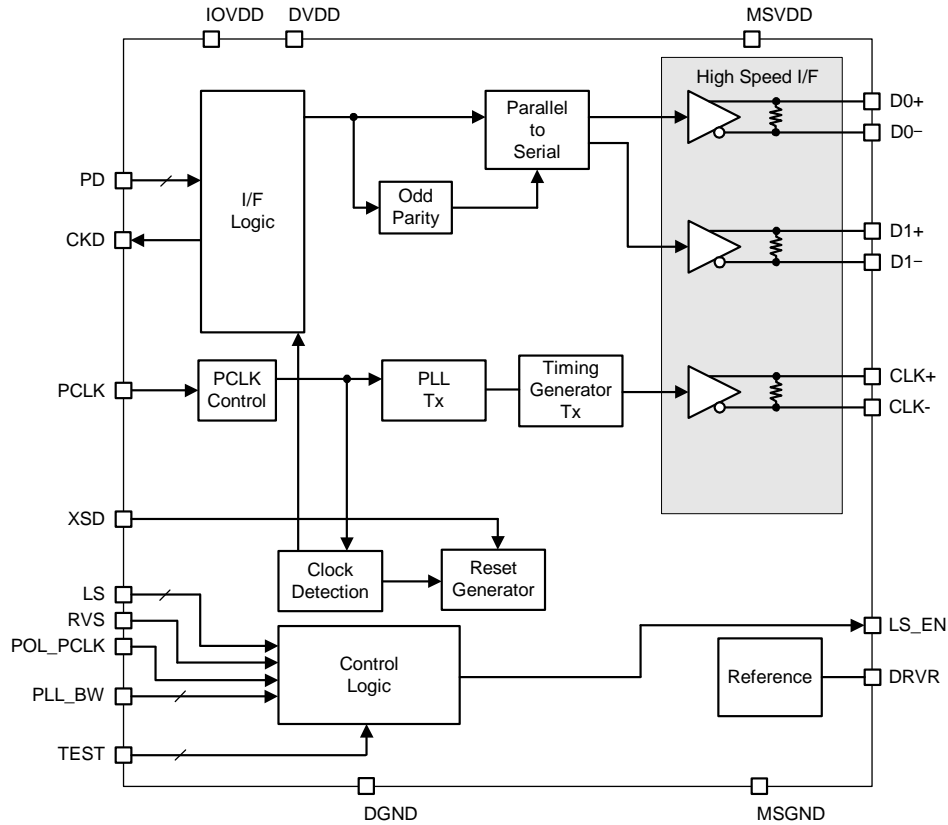 IOVDD
DVDD
MSVDD
High Speed I/F
D0+
D0−
Parallel
to
Serial
PD
I/F
Logic
Odd
Parity
CKD
D1+
D1−
PCLK
PCLK
Control
PLL
Tx
Timing
Generator
Tx
CLK+
CLK-
XSD
Clock
Detection
Reset
Generator
LS
RVS
POL_PCLK
PLL_BW
TEST
Control
Logic
LS_EN
Reference
DRVR
DGND
MSGND